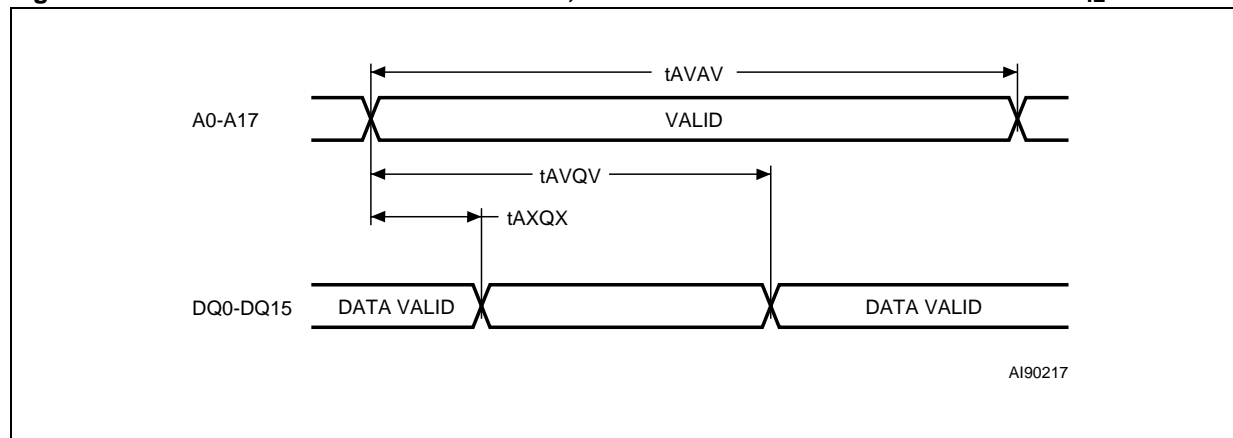 tAVAV
A0-A17 VALID
tAVQV
tAXQX
DQ0-DQ15 DATA VALID DATA VALID
AI90217